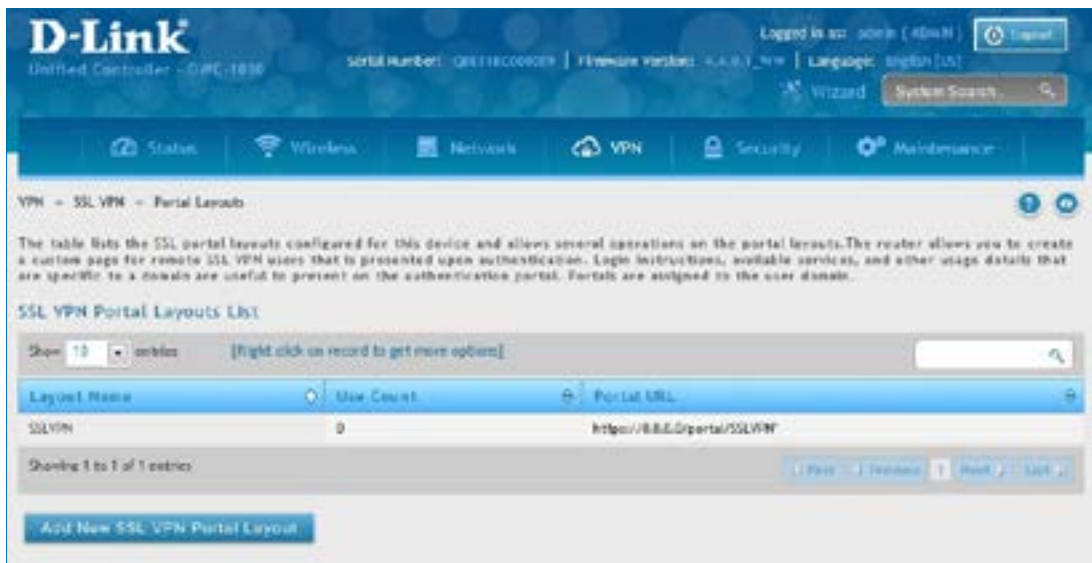 D-Link
Logged in as: admin ( ADMIN )
Logout
Unified Controller - DWC-1000
Serial Number: | Firmware Version: | Language: English [US]
Wizard
System Search
Status
Wireless
Network
VPN
Security
Maintenance
VPN » SSL VPN » Portal Layouts
The table lists the SSL portal layouts configured for this device and allows several operations on the portal layouts.The router allows you to create
a custom page for remote SSL VPN users that is presented upon authentication. Login instructions, available services, and other usage details that
are specific to a domain are useful to present on the authentication portal. Portals are assigned to the user domain.
SSL VPN Portal Layouts List
Show 10 entries [Right click on record to get more options]
Layout Name Use Count Portal URL
SSLVPN 0 https://0.0.0.0/portal/SSLVPN*
Showing 1 to 1 of 1 entries
First Previous 1 Next Last
Add New SSL VPN Portal Layout